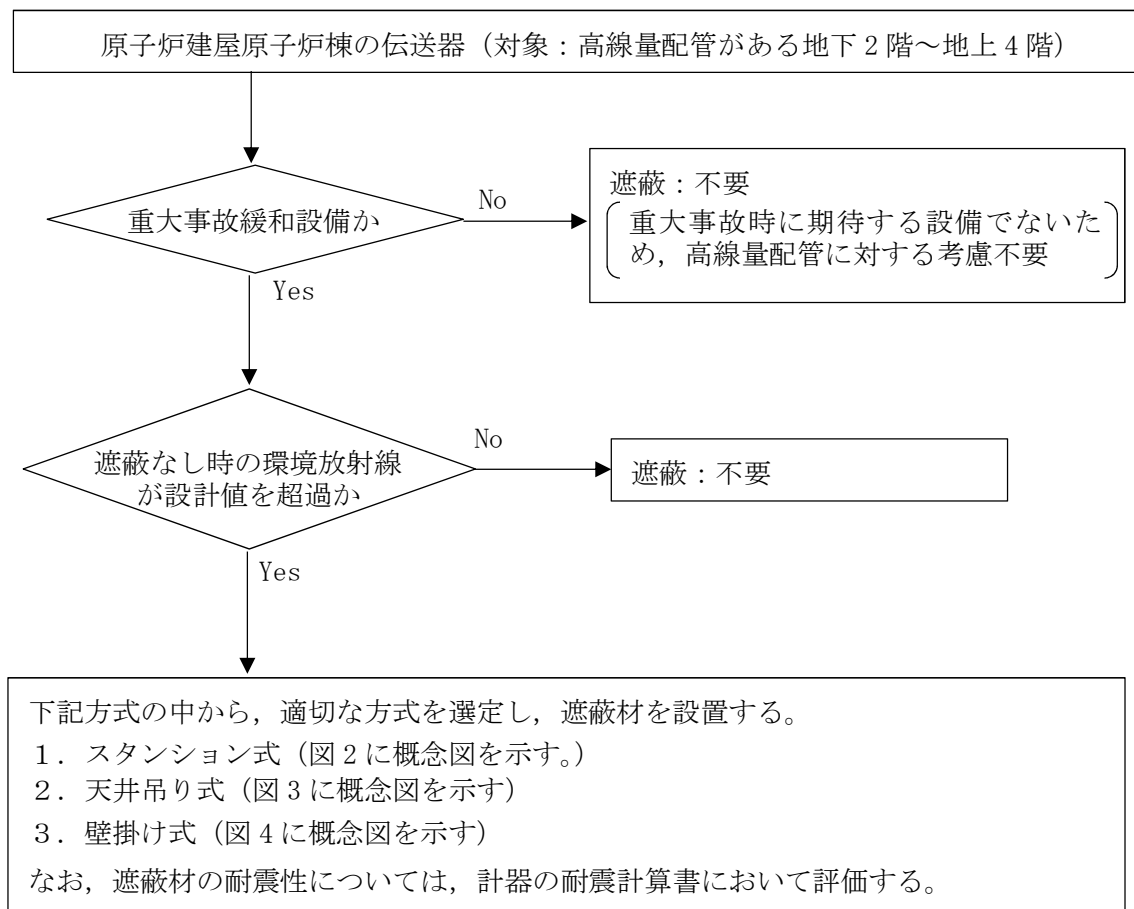 原子炉建屋原子炉棟の伝送器（対象：高線量配管がある地下２階～地上４階）
重大事故緩和設備か
No
遮蔽：不要
重大事故時に期待する設備でないた
め，高線量配管に対する考慮不要
Yes
遮蔽なし時の環境放射線
が設計値を超過か
No
遮蔽：不要
Yes
下記方式の中から，適切な方式を選定し，遮蔽材を設置する。
１．スタンション式（図２に概念図を示す。）
２．天井吊り式（図３に概念図を示す）
３．壁掛け式（図４に概念図を示す）
なお，遮蔽材の耐震性については，計器の耐震計算書において評価する。